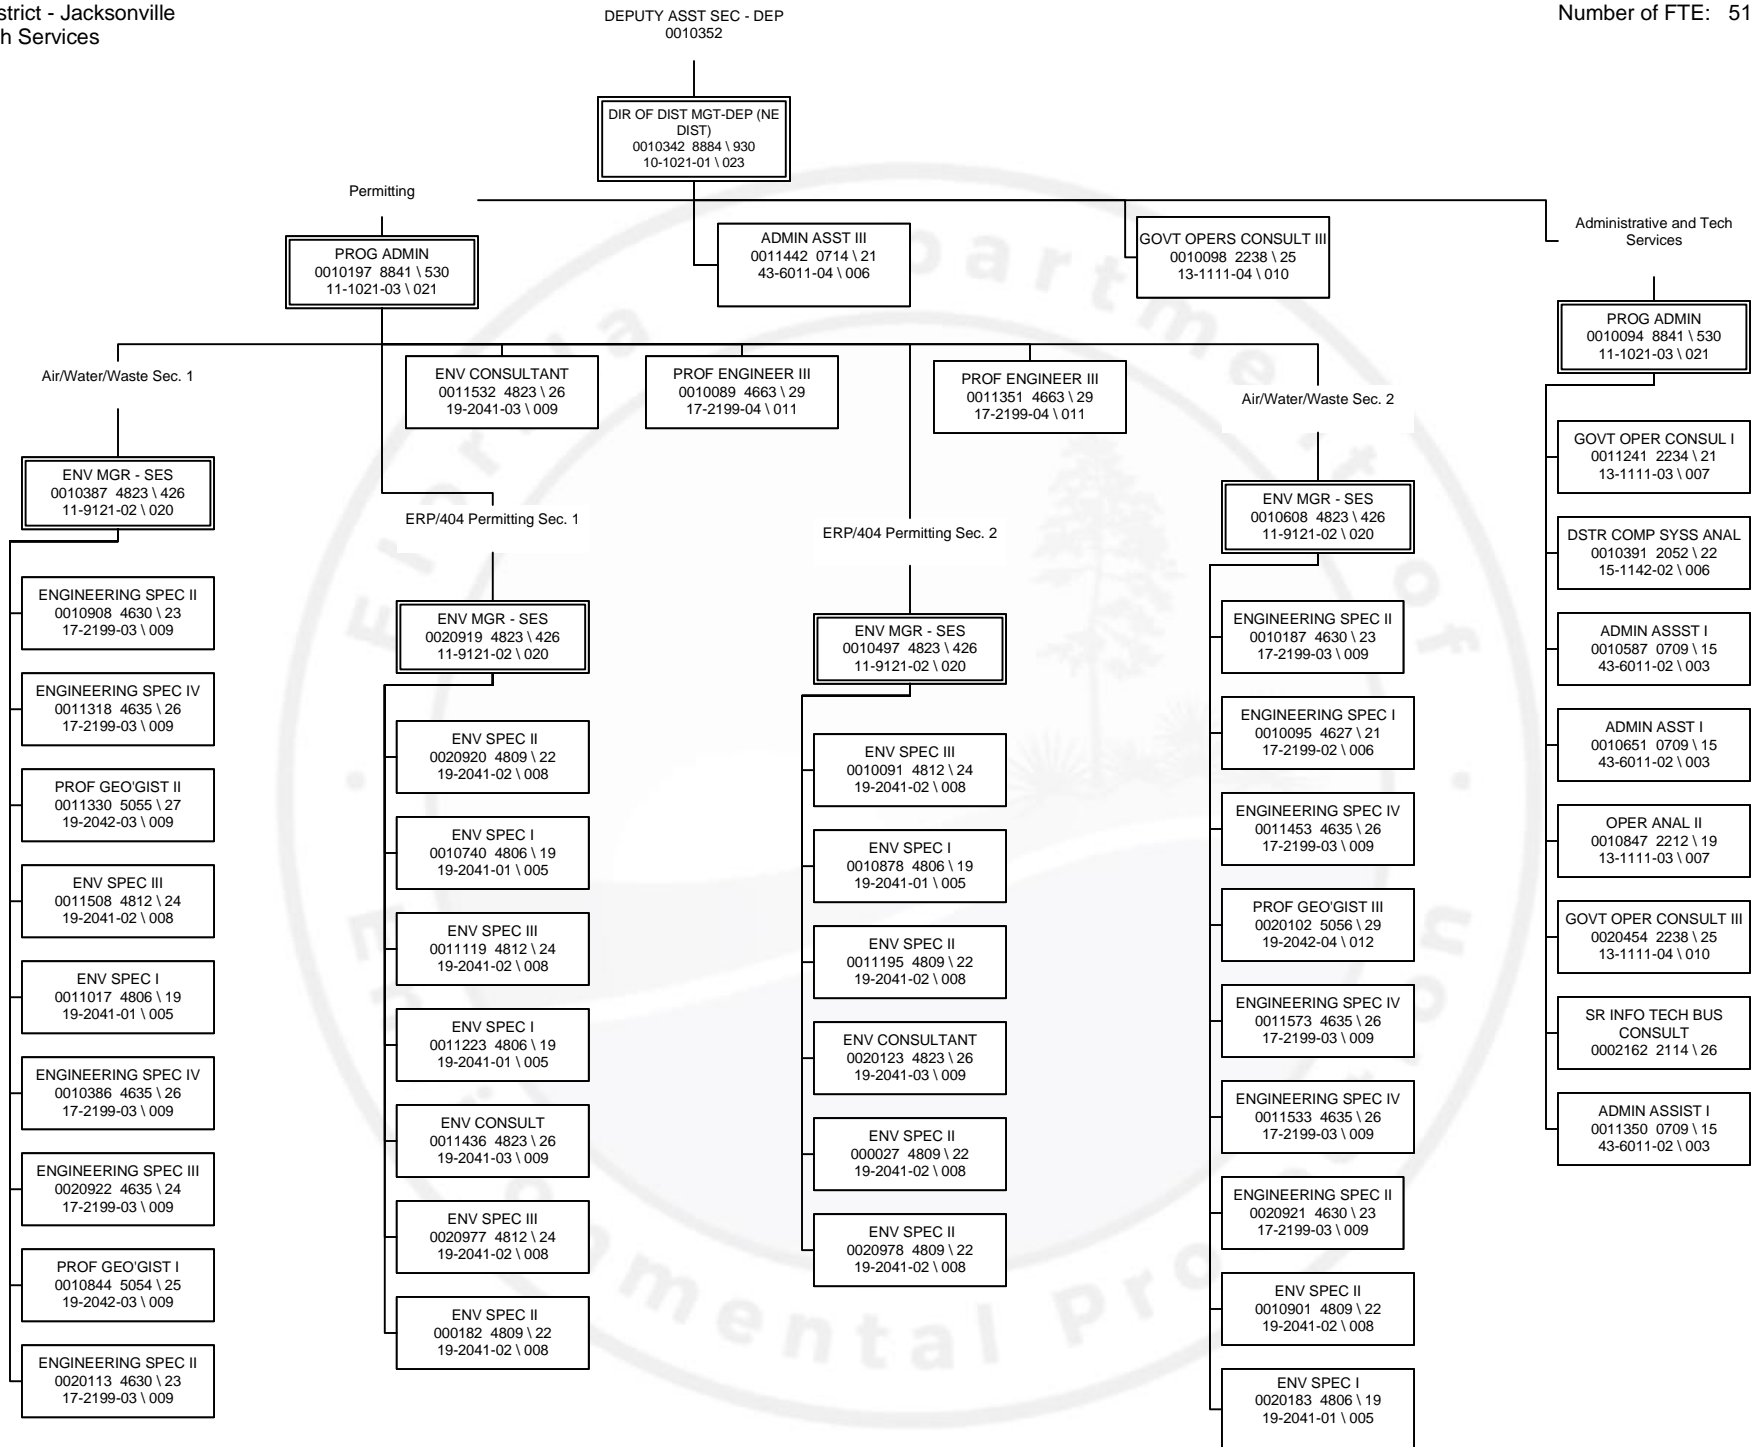 strict - Jacksonville
h Services
DEPUTY ASST SEC - DEP
0010352
Number of FTE: 51
DIR OF DIST MGT-DEP (NE
DIST)
0010342 8884 \ 930
10-1021-01 \ 023
Permitting
PROG ADMIN
0010197 8841 \ 530
11-1021-03 \ 021
ADMIN ASST III
0011442 0714 \ 21
43-6011-04 \ 006
GOVT OPERS CONSULT III
0010098 2238 \ 25
13-1111-04 \ 010
Administrative and Tech
Services
PROG ADMIN
0010094 8841 \ 530
11-1021-03 \ 021
Air/Water/Waste Sec. 1
ENV CONSULTANT
0011532 4823 \ 26
19-2041-03 \ 009
PROF ENGINEER III
0010089 4663 \ 29
17-2199-04 \ 011
PROF ENGINEER III
0011351 4663 \ 29
17-2199-04 \ 011
Air/Water/Waste Sec. 2
ENV MGR - SES
0010387 4823 \ 426
11-9121-02 \ 020
ENGINEERING SPEC II
0010908 4630 \ 23
17-2199-03 \ 009
ENGINEERING SPEC IV
0011318 4635 \ 26
17-2199-03 \ 009
PROF GEO'GIST II
0011330 5055 \ 27
19-2042-03 \ 009
ENV SPEC III
0011508 4812 \ 24
19-2041-02 \ 008
ENV SPEC I
0011017 4806 \ 19
19-2041-01 \ 005
ENGINEERING SPEC IV
0010386 4635 \ 26
17-2199-03 \ 009
ENGINEERING SPEC III
0020922 4635 \ 24
17-2199-03 \ 009
PROF GEO'GIST I
0010844 5054 \ 25
19-2042-03 \ 009
ENGINEERING SPEC II
0020113 4630 \ 23
17-2199-03 \ 009
ERP/404 Permitting Sec. 1
ENV MGR - SES
0020919 4823 \ 426
11-9121-02 \ 020
ENV SPEC II
0020920 4809 \ 22
19-2041-02 \ 008
ENV SPEC I
0010740 4806 \ 19
19-2041-01 \ 005
ENV SPEC III
0011119 4812 \ 24
19-2041-02 \ 008
ENV SPEC I
0011223 4806 \ 19
19-2041-01 \ 005
ENV CONSULT
0011436 4823 \ 26
19-2041-03 \ 009
ENV SPEC III
0020977 4812 \ 24
19-2041-02 \ 008
ENV SPEC II
000182 4809 \ 22
19-2041-02 \ 008
ERP/404 Permitting Sec. 2
ENV MGR - SES
0010497 4823 \ 426
11-9121-02 \ 020
ENV SPEC III
0010091 4812 \ 24
19-2041-02 \ 008
ENV SPEC I
0010878 4806 \ 19
19-2041-01 \ 005
ENV SPEC II
0011195 4809 \ 22
19-2041-02 \ 008
ENV CONSULTANT
0020123 4823 \ 26
19-2041-03 \ 009
ENV SPEC II
000027 4809 \ 22
19-2041-02 \ 008
ENV SPEC II
0020978 4809 \ 22
19-2041-02 \ 008
ENV MGR - SES
0010608 4823 \ 426
11-9121-02 \ 020
ENGINEERING SPEC II
0010187 4630 \ 23
17-2199-03 \ 009
ENGINEERING SPEC I
0010095 4627 \ 21
17-2199-02 \ 006
ENGINEERING SPEC IV
0011453 4635 \ 26
17-2199-03 \ 009
PROF GEO'GIST III
0020102 5056 \ 29
19-2042-04 \ 012
ENGINEERING SPEC IV
0011573 4635 \ 26
17-2199-03 \ 009
ENGINEERING SPEC IV
0011533 4635 \ 26
17-2199-03 \ 009
ENGINEERING SPEC II
0020921 4630 \ 23
17-2199-03 \ 009
ENV SPEC II
0010901 4809 \ 22
19-2041-02 \ 008
ENV SPEC I
0020183 4806 \ 19
19-2041-01 \ 005
GOVT OPER CONSUL I
0011241 2234 \ 21
13-1111-03 \ 007
DSTR COMP SYSS ANAL
0010391 2052 \ 22
15-1142-02 \ 006
ADMIN ASSST I
0010587 0709 \ 15
43-6011-02 \ 003
ADMIN ASST I
0010651 0709 \ 15
43-6011-02 \ 003
OPER ANAL II
0010847 2212 \ 19
13-1111-03 \ 007
GOVT OPER CONSULT III
0020454 2238 \ 25
13-1111-04 \ 010
SR INFO TECH BUS
CONSULT
0002162 2114 \ 26
ADMIN ASSIST I
0011350 0709 \ 15
43-6011-02 \ 003